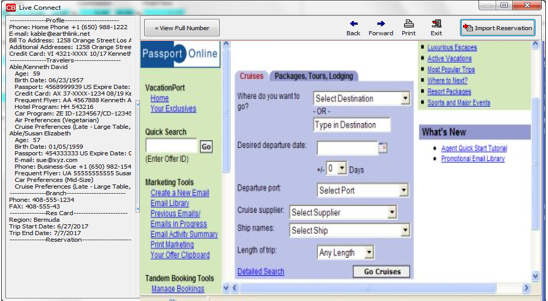 Live Connect
---Profile---
Phone: Home Phone +1 (650) 988-1222
E-mail: kable@earthlink.net
Bill To Address: 1258 Orange Street Los A
Additional Addresses: 1258 Orange Stree
Credit Card: VI 4321-XXXX 10/17 Kennet
---Travelers---
Able/Kenneth David
Age: 59
Birth Date: 06/23/1957
Passport: 4568999939 US Expire Date:
Credit Card: AX 37-XXXX-1234 08/19 Ke
Frequent Flyer: AA 4567888 Kenneth A
Hotel Program: HH 543216
Car Program: ZE ID-1234567/CD-12345
Air Preferences (Vegetarian)
Cruise Preferences (Late - Large Table,
Able/Susan Elizabeth
Age: 57
Birth Date: 01/05/1959
Passport: 454333333 US Expire Date: C
E-mail: sue@xyz.com
Phone: Business-Sue +1 (650) 982-154
Frequent Flyer: UA 55555555555 Susar
Car Preferences (Mid-Size)
Cruise Preferences (Late - Large Table,
---Branch---
Phone: 408-555-1234
FAX: 408-555-43
---Res Card---
Region: Bermuda
Trip Start Date: 6/27/2017
Trip End Date: 7/7/2017
---Reservation---
View Full Number
Back Forward Print Exit Import Reservation
Passport Online
VacationPort
Home
Your Exclusives
Quick Search
Go
(Enter Offer ID)
Marketing Tools
Create a New Email
Email Library
Previous Emails/
Emails in Progress
Email Activity Summary
Print Marketing
Your Offer Clipboard
Tandem Booking Tools
Manage Bookings
Cruises Packages, Tours, Lodging
Where do you want to go?
Select Destination
- OR -
Type in Destination
Desired departure date:
+/- 0 Days
Departure port: Select Port
Cruise supplier: Select Supplier
Ship names: Select Ship
Length of trip: Any Length
Detailed Search Go Cruises
Luxurious Escapes
Active Vacations
Most Popular Trips
Where to Next?
Resort Packages
Sports and Major Events
What's New
Agent Quick Start Tutorial
Promotional Email Library